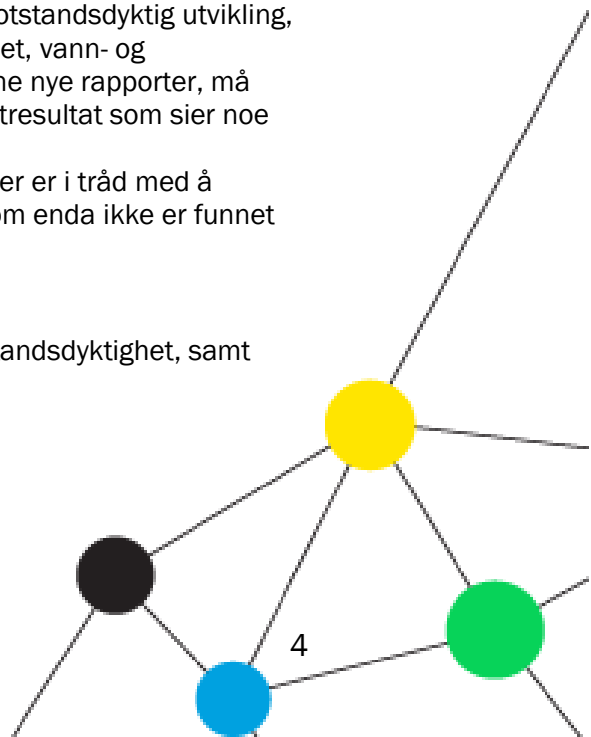 otstandsdyktig utvikling,
et, vann- og
ne nye rapporter, må
tresultat som sier noe
er er i tråd med å
om enda ikke er funnet
andsdyktighet, samt
4